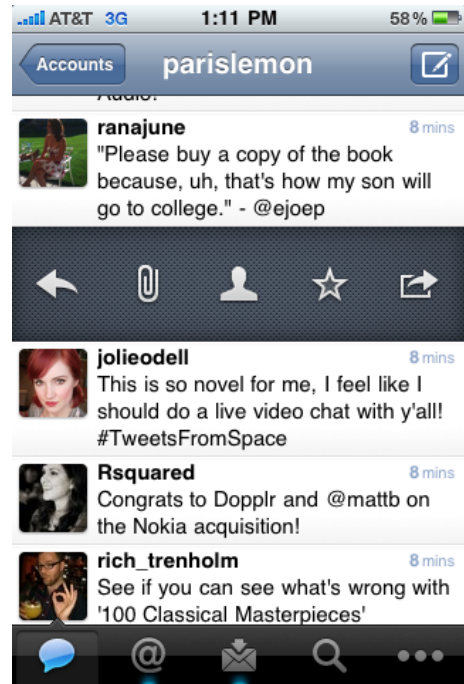 AT&T 3G 1:11 PM 58%
Accounts parislemon
Audio!
ranajune 8 mins
"Please buy a copy of the book
because, uh, that's how my son will
go to college." - @ejoep
jolieodell 8 mins
This is so novel for me, I feel like I
should do a live video chat with y'all!
#TweetsFromSpace
Rsquared 8 mins
Congrats to Dopplr and @mattb on
the Nokia acquisition!
rich_trenholm 8 mins
See if you can see what's wrong with
'100 Classical Masterpieces'